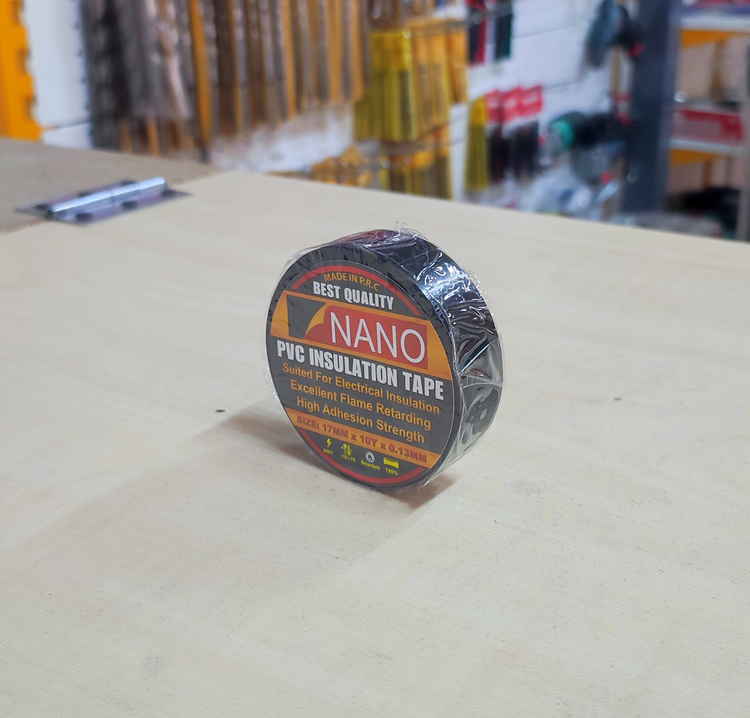 MADE IN P.R.C
BEST QUALITY
NANO
PVC INSULATION TAPE
Suited For Electrical Insulation
Excellent Flame Retarding
High Adhesion Strength
SIZE: 17MM x 10Y x 0.13MM